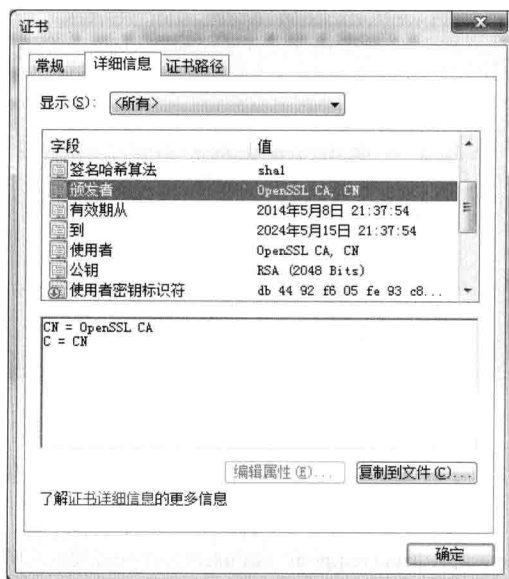 证书
常规 详细信息 证书路径
显示(S): <所有>
字段 值
签名哈希算法 sha1
颁发者 OpenSSL CA, CN
有效期从 2014年5月8日 21:37:54
到 2024年5月15日 21:37:54
使用者 OpenSSL CA, CN
公钥 RSA (2048 Bits)
使用者密钥标识符 db 44 92 f6 05 fe 93 c8...
CN = OpenSSL CA
C = CN
编辑属性(E)... 复制到文件(C)...
了解证书详细信息的更多信息
确定